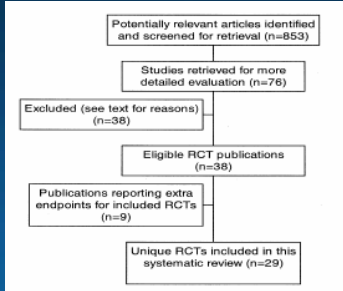 Potentially relevant articles identified
and screened for retrieval (n=853)
Studies retrieved for more
detailed evaluation (n=76)
Excluded (see text for reasons)
(n=38)
Eligible RCT publications
(n=38)
Publications reporting extra
endpoints for included RCTs
(n=9)
Unique RCTs included in this
systematic review (n=29)